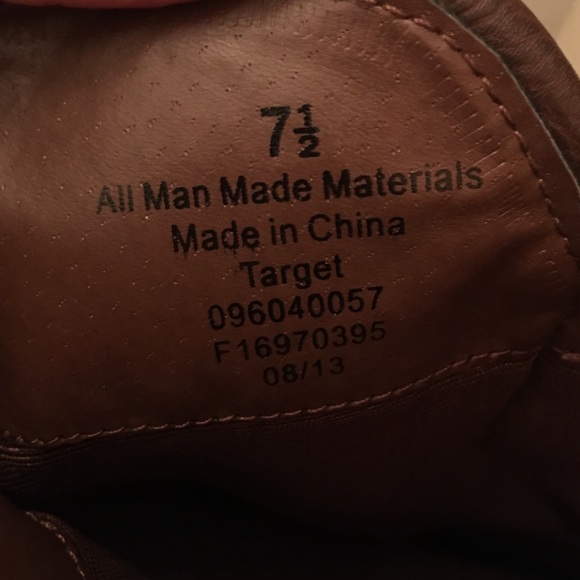 7½
All Man Made Materials
Made in China
Target
096040057
F16970395
08/13